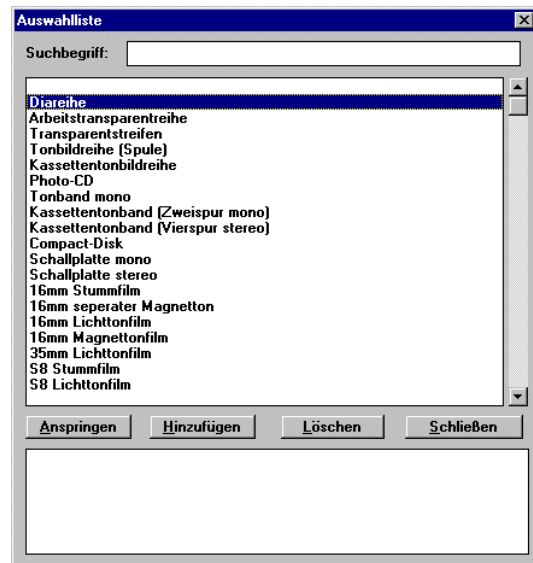 Auswahlliste
Suchbegriff:
Diareihe
Arbeitstransparentreihe
Transparentstreifen
Tonbildreihe (Spule)
Kassettentonbildreihe
Photo-CD
Tonband mono
Kassettentonband (Zweispur mono)
Kassettentonband (Vierspur stereo)
Compact-Disk
Schallplatte mono
Schallplatte stereo
16mm Stummfilm
16mm seperater Magnetton
16mm Lichttonfilm
16mm Magnettonfilm
35mm Lichttonfilm
S8 Stummfilm
S8 Lichttonfilm
Anspringen Hinzufügen Löschen Schließen